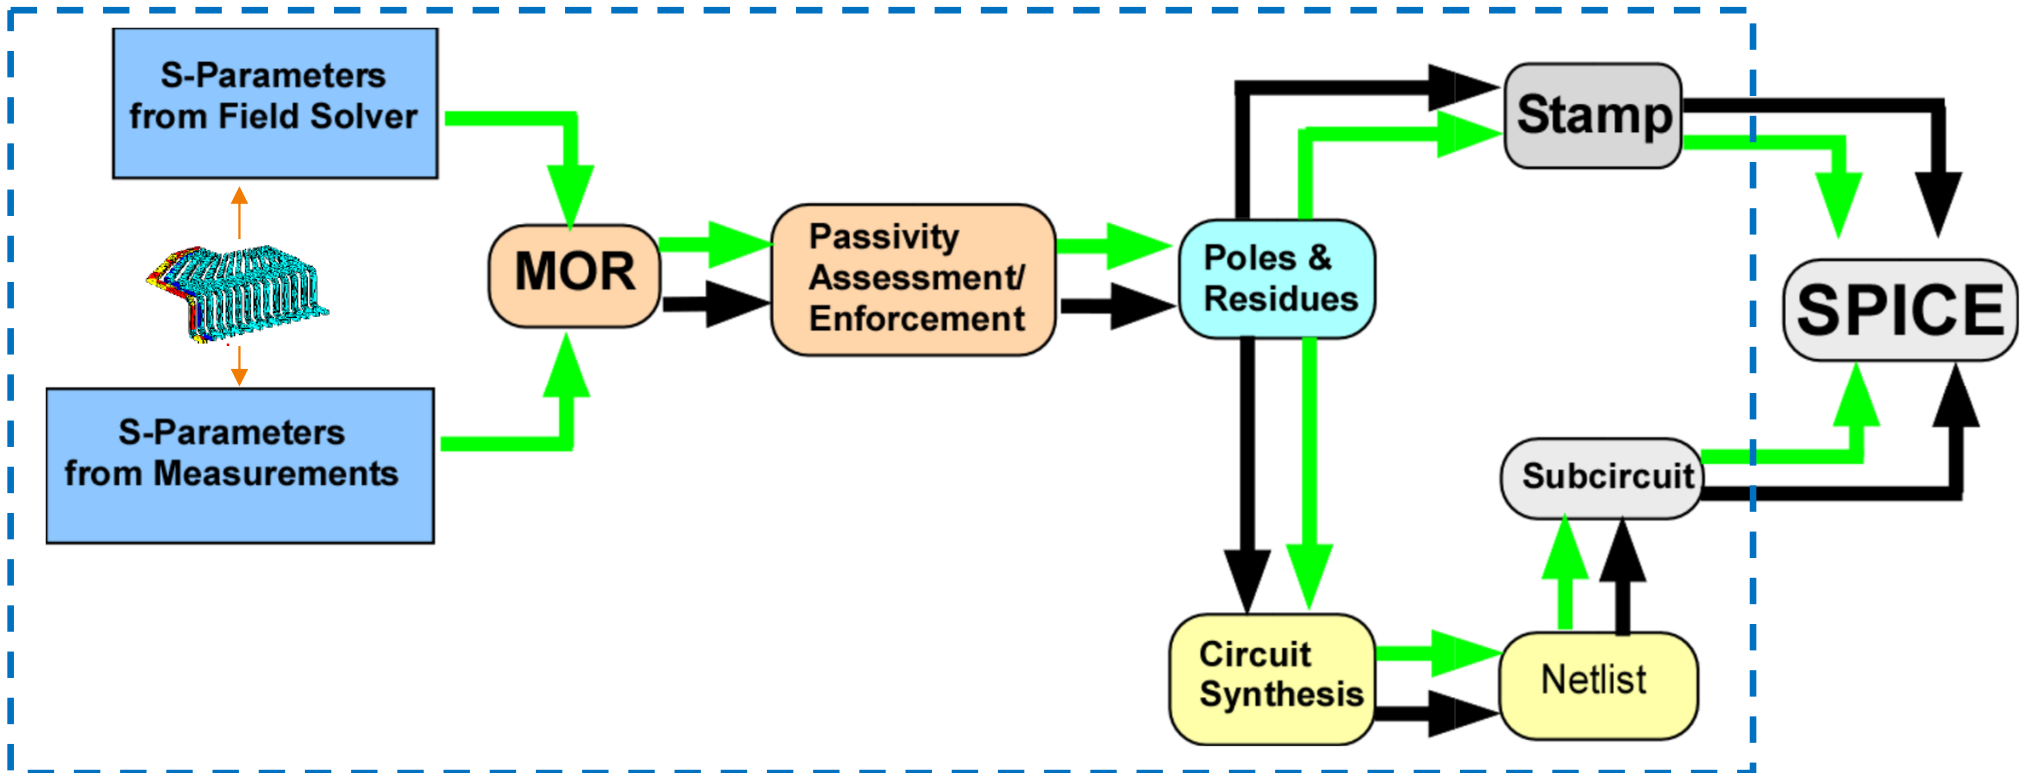 S-Parameters
from Field Solver
S-Parameters
from Measurements
MOR
Passivity
Assessment/
Enforcement
Poles &
Residues
Stamp
SPICE
Subcircuit
Circuit
Synthesis
Netlist